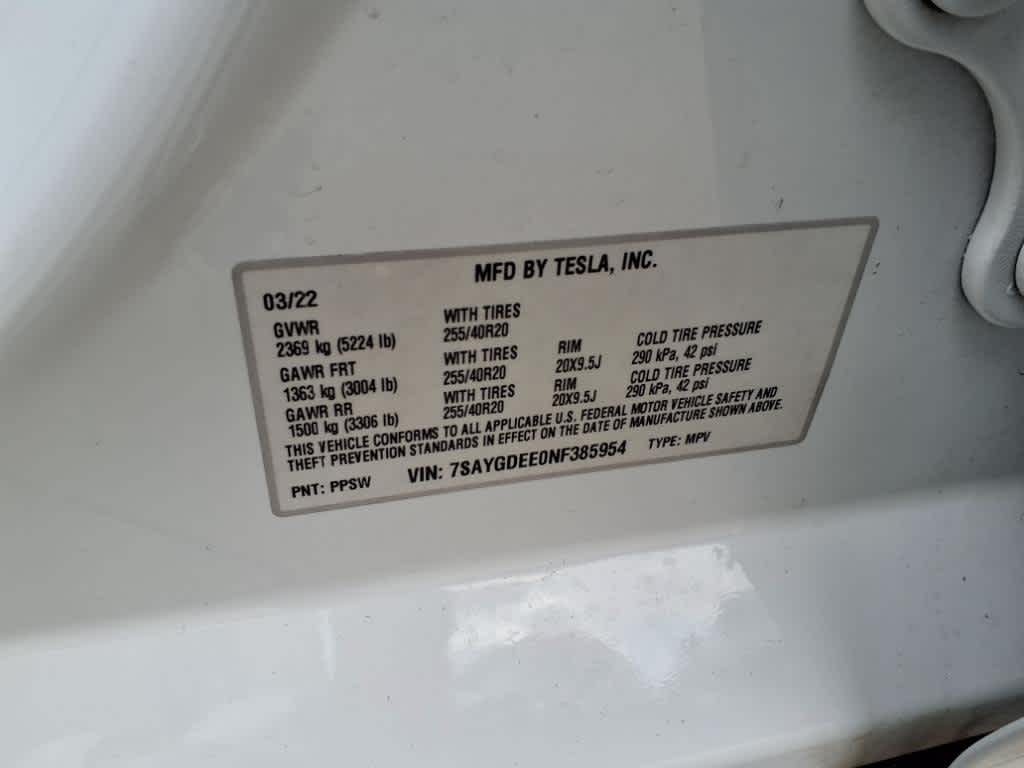 MFD BY TESLA, INC.
03/22
GVWR WITH TIRES
2369 kg (5224 lb) 255/40R20
GAWR FRT WITH TIRES RIM COLD TIRE PRESSURE
1363 kg (3004 lb) 255/40R20 20X9.5J 290 kPa, 42 psi
GAWR RR WITH TIRES RIM COLD TIRE PRESSURE
1500 kg (3306 lb) 255/40R20 20X9.5J 290 kPa, 42 psi
THIS VEHICLE CONFORMS TO ALL APPLICABLE U.S. FEDERAL MOTOR VEHICLE SAFETY AND
THEFT PREVENTION STANDARDS IN EFFECT ON THE DATE OF MANUFACTURE SHOWN ABOVE.
PNT: PPSW VIN: 7SAYGDEE0NF385954 TYPE: MPV